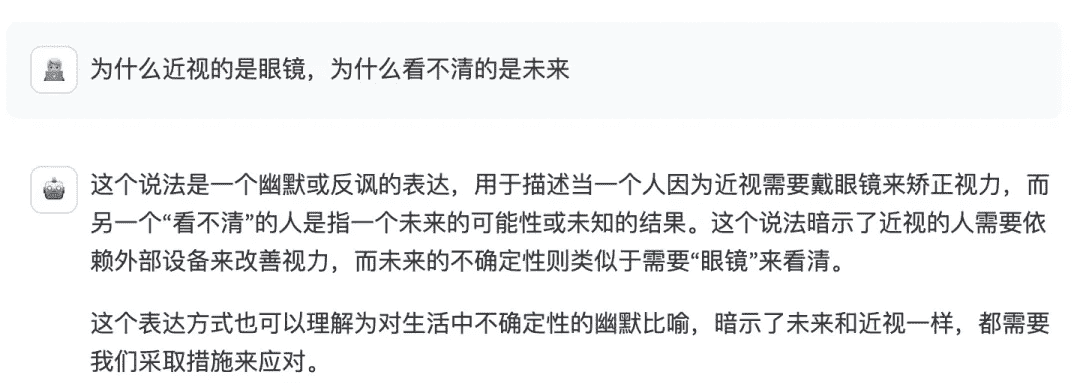 为什么近视的是眼镜，为什么看不清的是未来
这个说法是一个幽默或反讽的表达，用于描述当一个人因为近视需要戴眼镜来矫正视力，而
另一个“看不清”的人是指一个未来的可能性或未知的结果。这个说法暗示了近视的人需要依
赖外部设备来改善视力，而未来的不确定性则类似于需要“眼镜”来看清。
这个表达方式也可以理解为对生活中不确定性的幽默比喻，暗示了未来和近视一样，都需要
我们采取措施来应对。